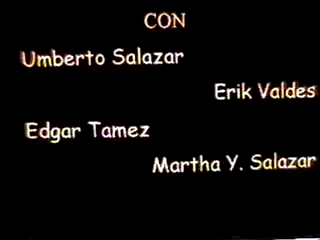 CON
Umberto Salazar
Erik Valdes
Edgar Tamez
Martha Y. Salazar